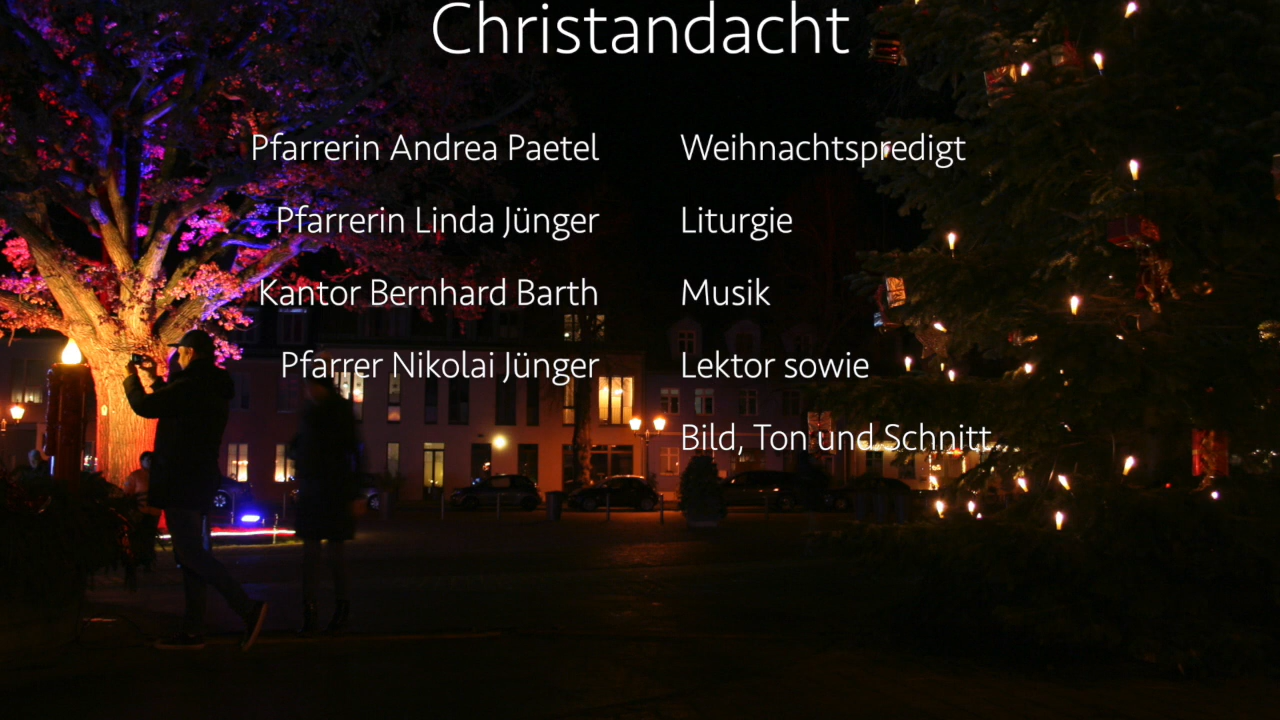 Christandacht
Pfarrerin Andrea Paetel Weihnachtspredigt
Pfarrerin Linda Jünger Liturgie
Kantor Bernhard Barth Musik
Pfarrer Nikolai Jünger Lektor sowie
Bild, Ton und Schnitt